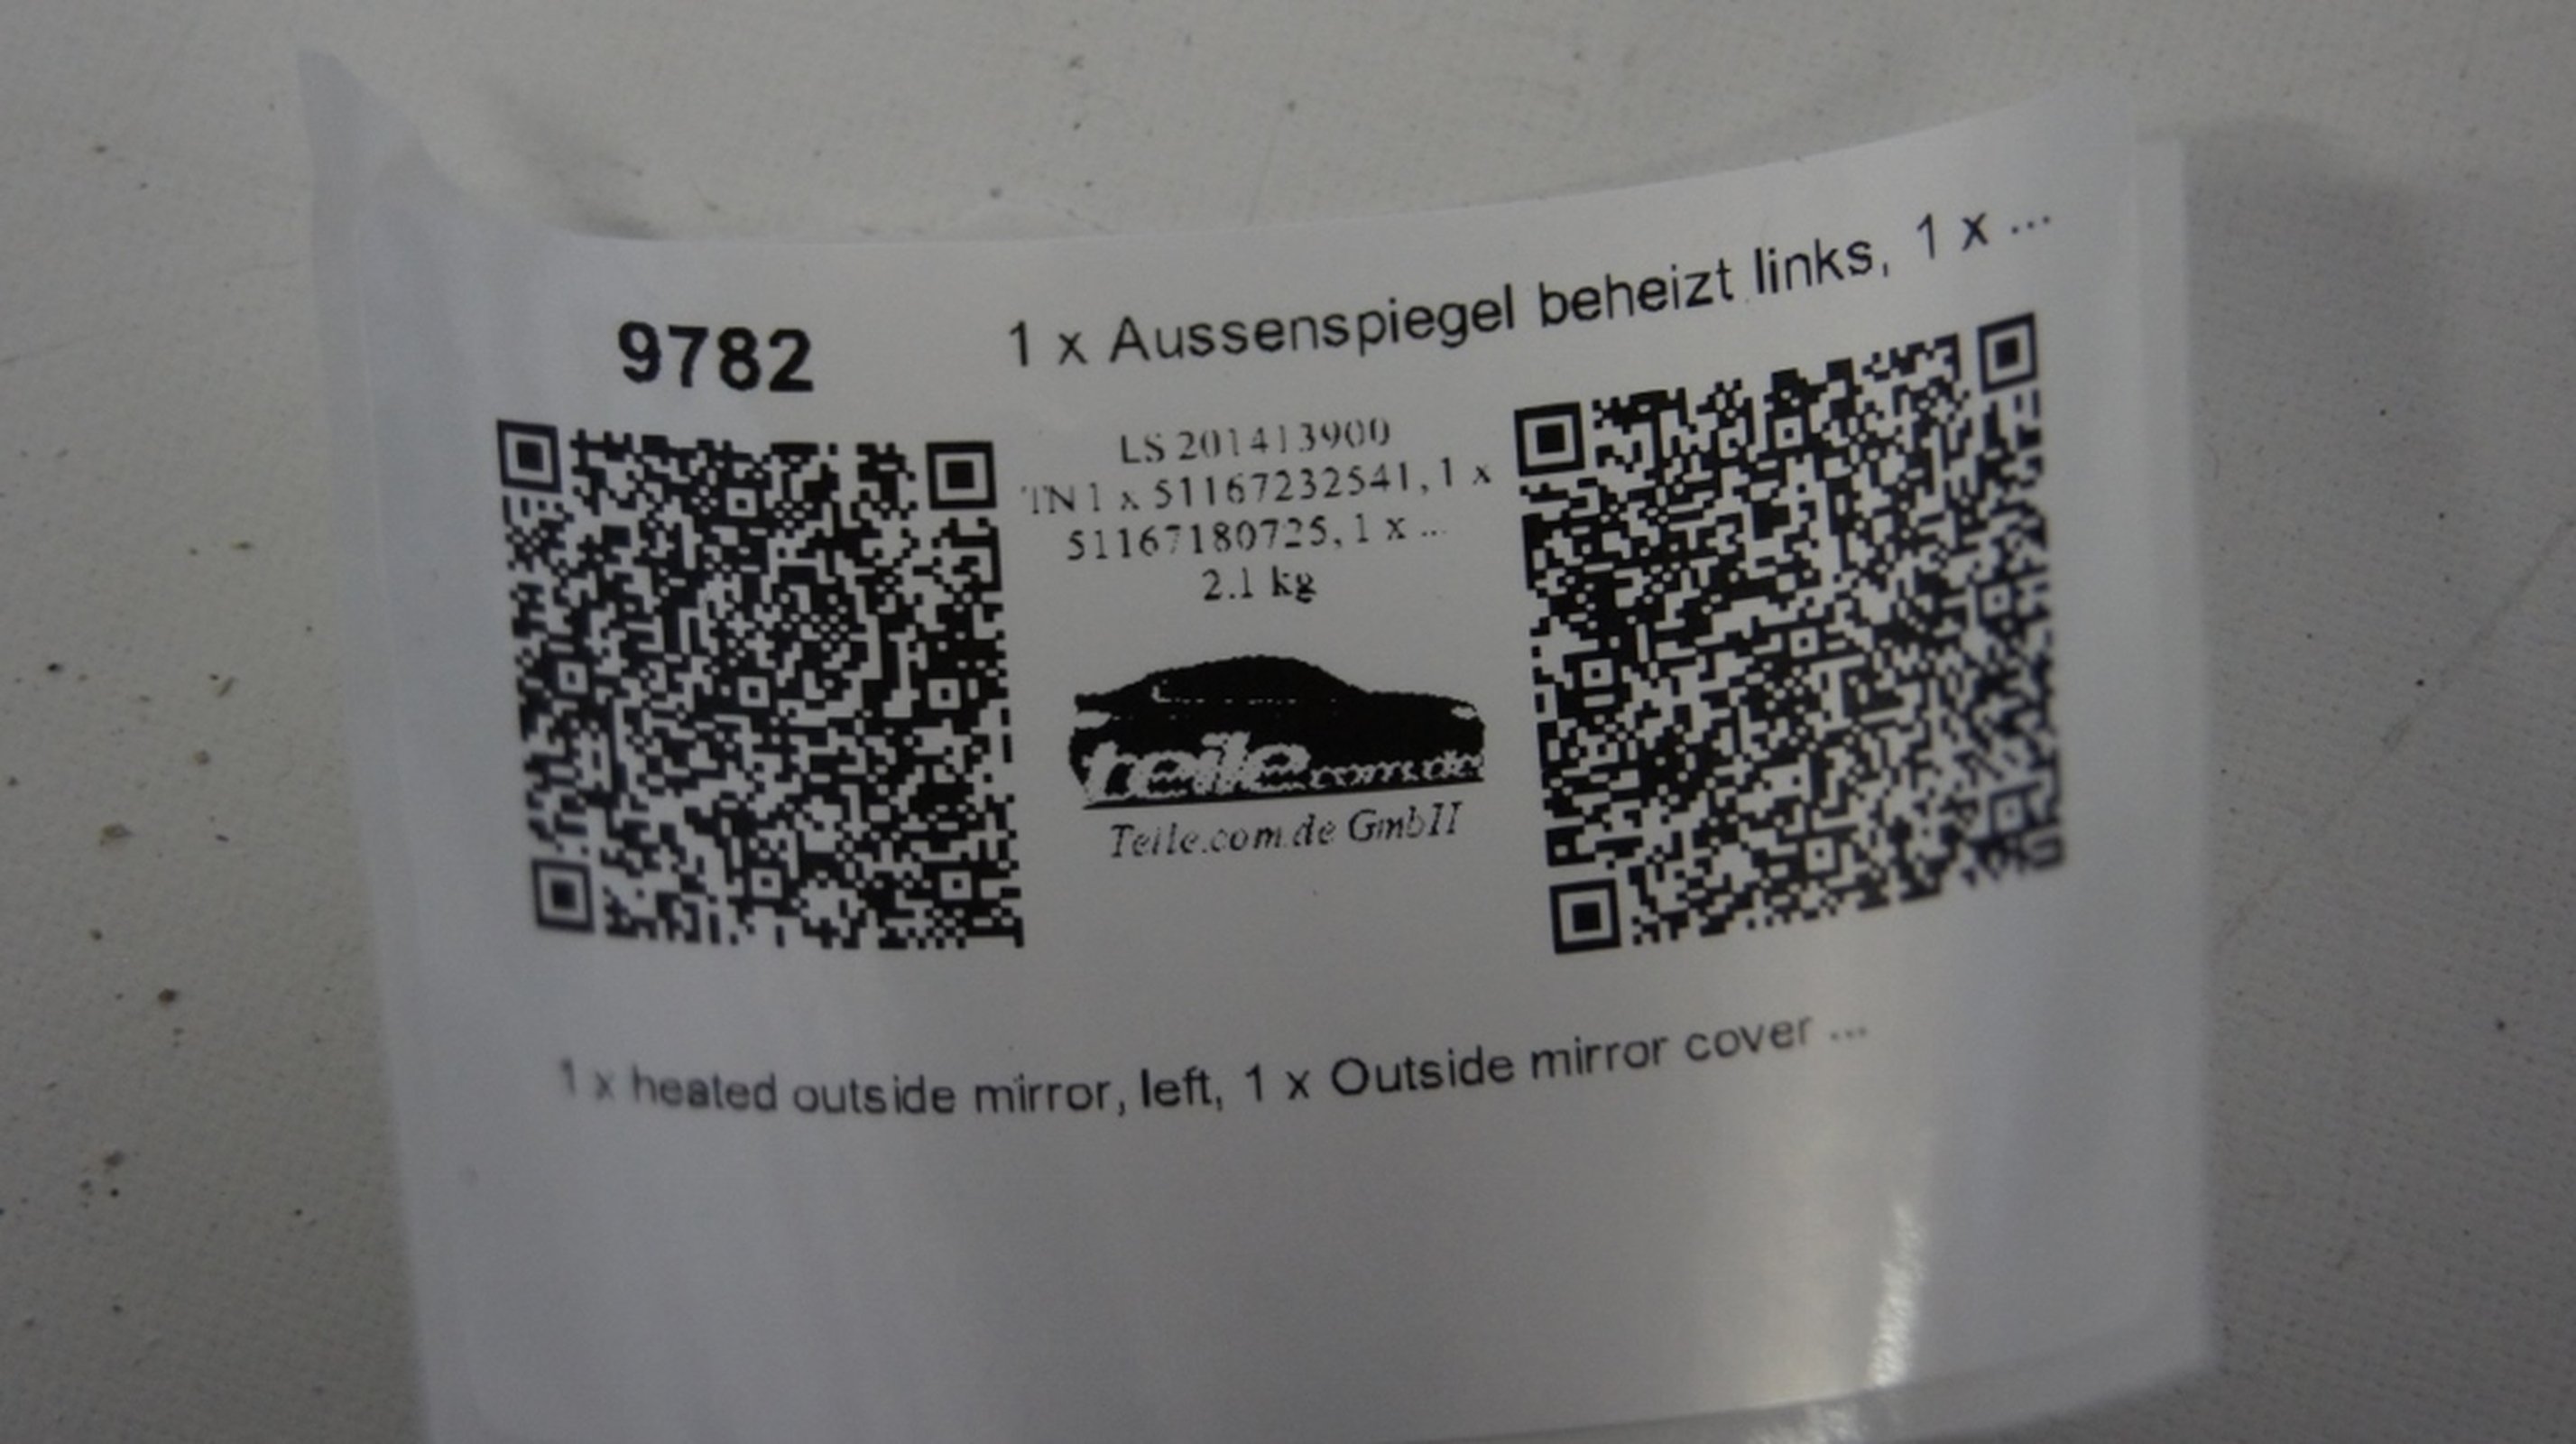 9782
1 x Aussenspiegel beheizt links, 1 x ...
LS 201413900
TN 1 x 51167232541, 1 x
51167180725, 1 x ...
2.1 kg
teile.com.de
Teile.com.de GmbH
1 x heated outside mirror, left, 1 x Outside mirror cover ...